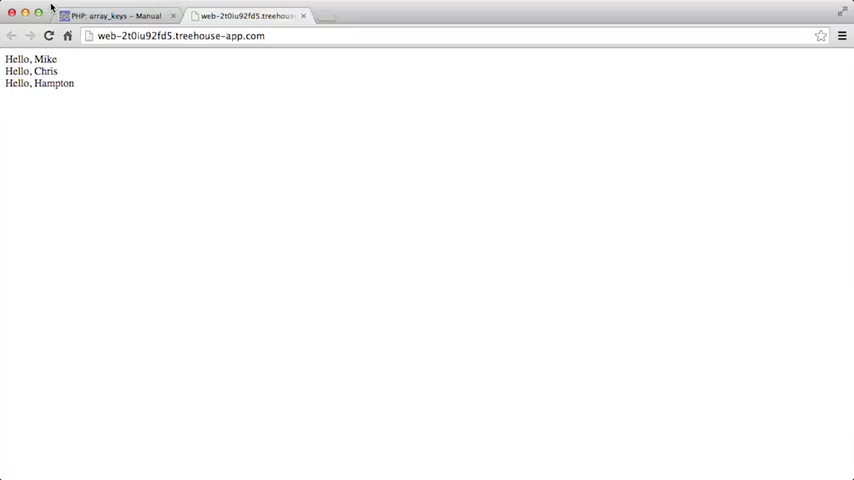 PHP: array_keys – Manual
web-2t0iu92fd5.treehouse
web-2t0iu92fd5.treehouse-app.com
Hello, Mike
Hello, Chris
Hello, Hampton